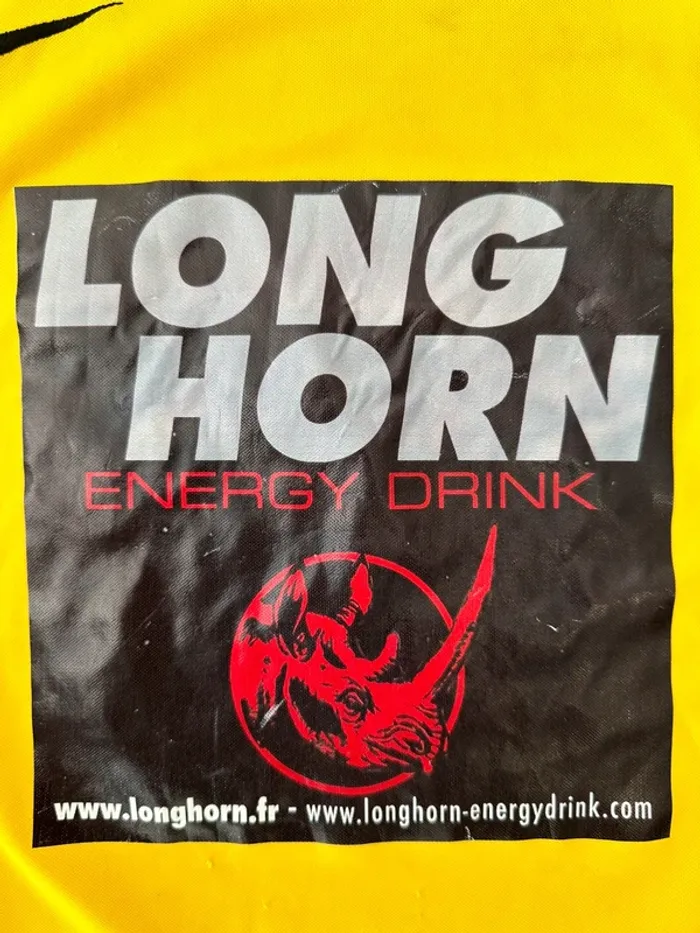 LONG
HORN
ENERGY DRINK
www.longhorn.fr - www.longhorn-energydrink.com